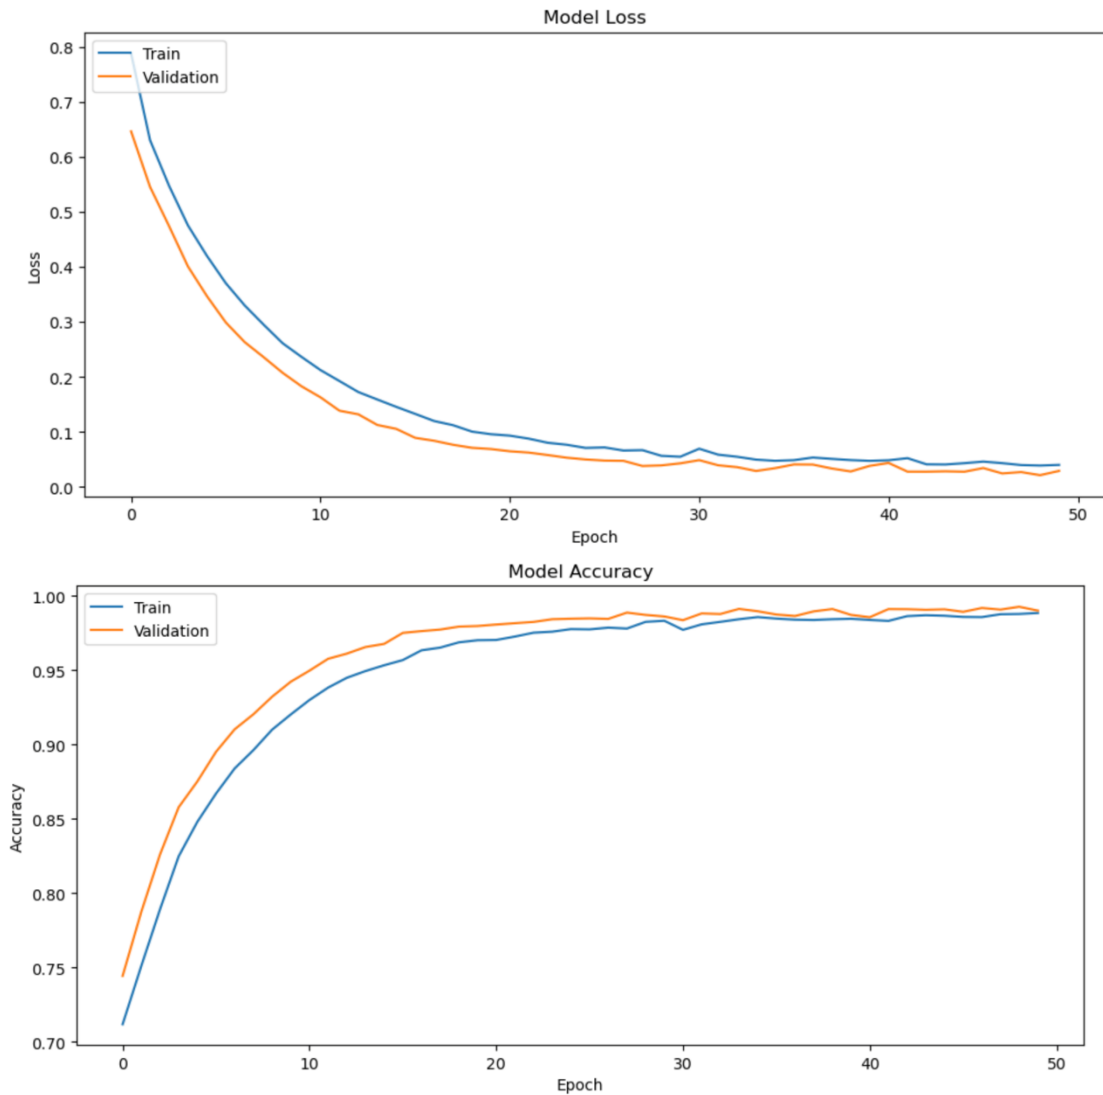 Model Loss
Train
Validation
0.8
0.7
0.6
0.5
0.4
0.3
0.2
0.1
0.0
Loss
0 10 20 30 40 50
Epoch
Model Accuracy
Train
Validation
1.00
0.95
0.90
0.85
0.80
0.75
0.70
Accuracy
0 10 20 30 40 50
Epoch